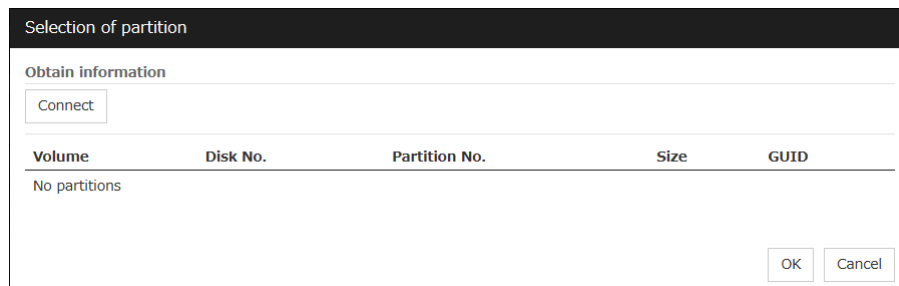 Selection of partition
Obtain information
Connect
Volume Disk No. Partition No. Size GUID
No partitions
OK Cancel